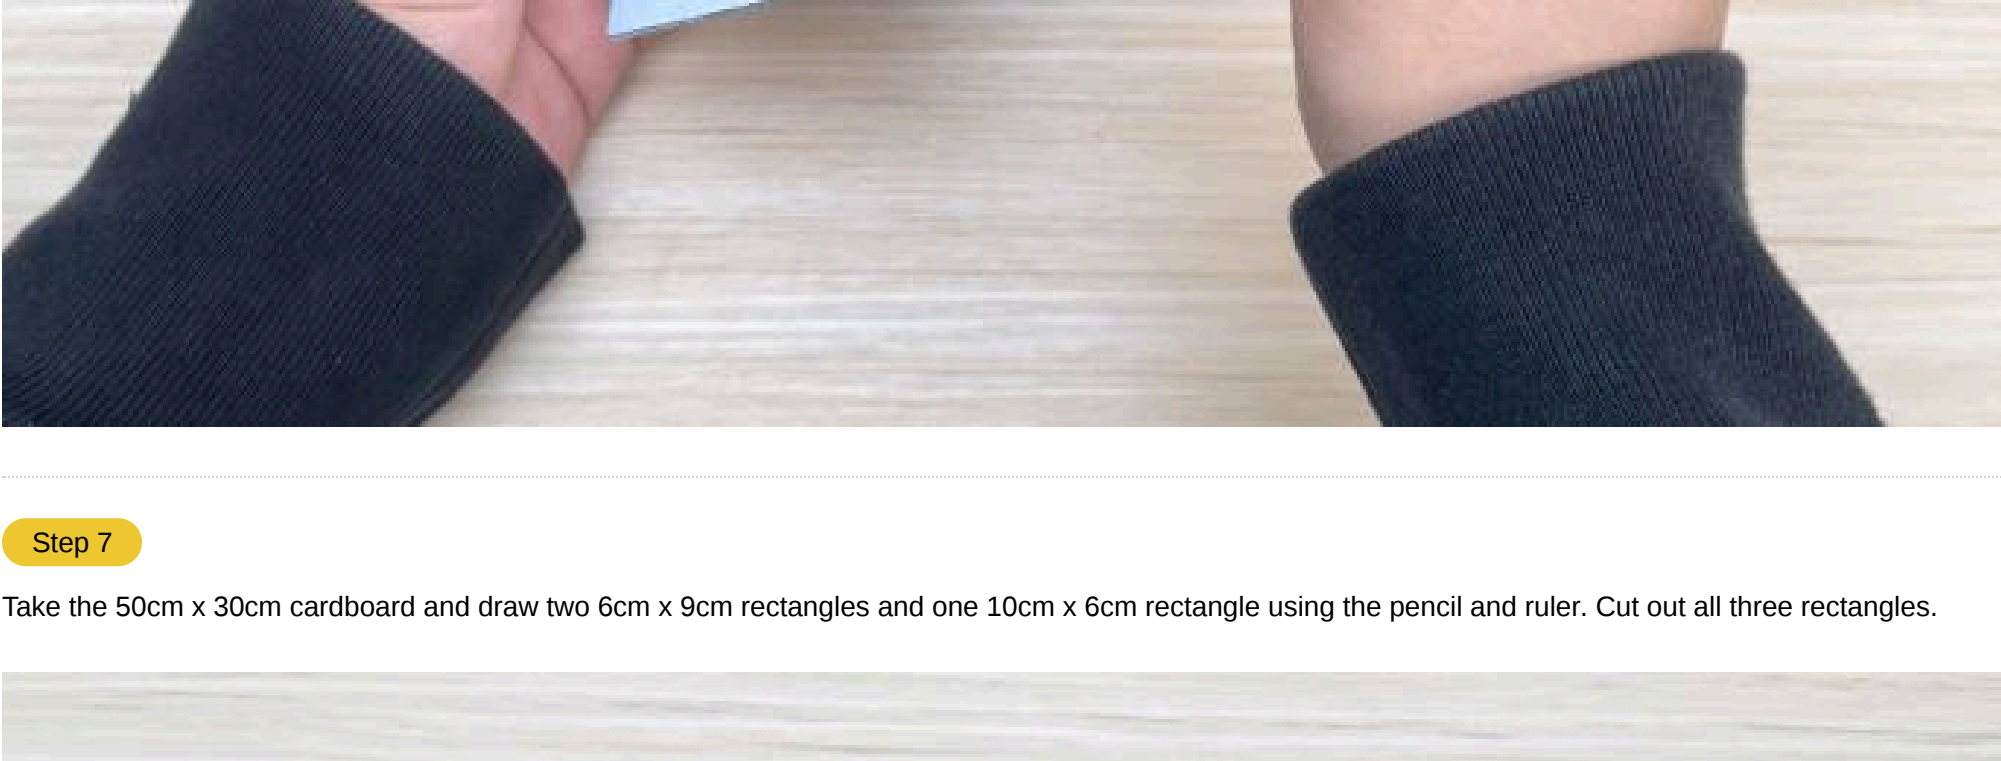 Step 7
Take the 50cm x 30cm cardboard and draw two 6cm x 9cm rectangles and one 10cm x 6cm rectangle using the pencil and ruler. Cut out all three rectangles.